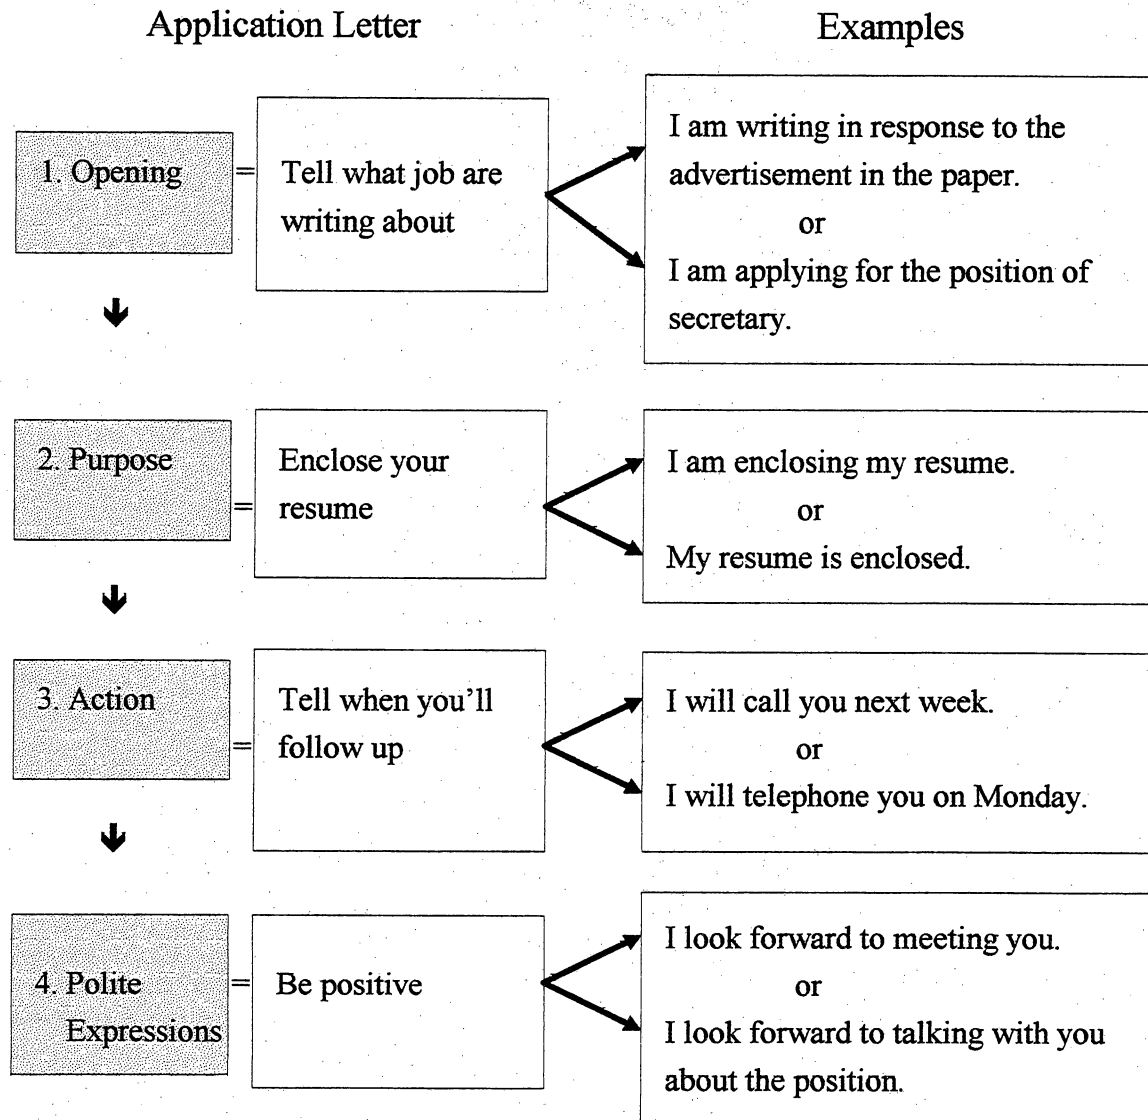 Application Letter
Examples
1. Opening
=
Tell what job are
writing about
I am writing in response to the
advertisement in the paper.
or
I am applying for the position of
secretary.
2. Purpose
=
Enclose your
resume
I am enclosing my resume.
or
My resume is enclosed.
3. Action
=
Tell when you'll
follow up
I will call you next week.
or
I will telephone you on Monday.
4. Polite
Expressions
=
Be positive
I look forward to meeting you.
or
I look forward to talking with you
about the position.